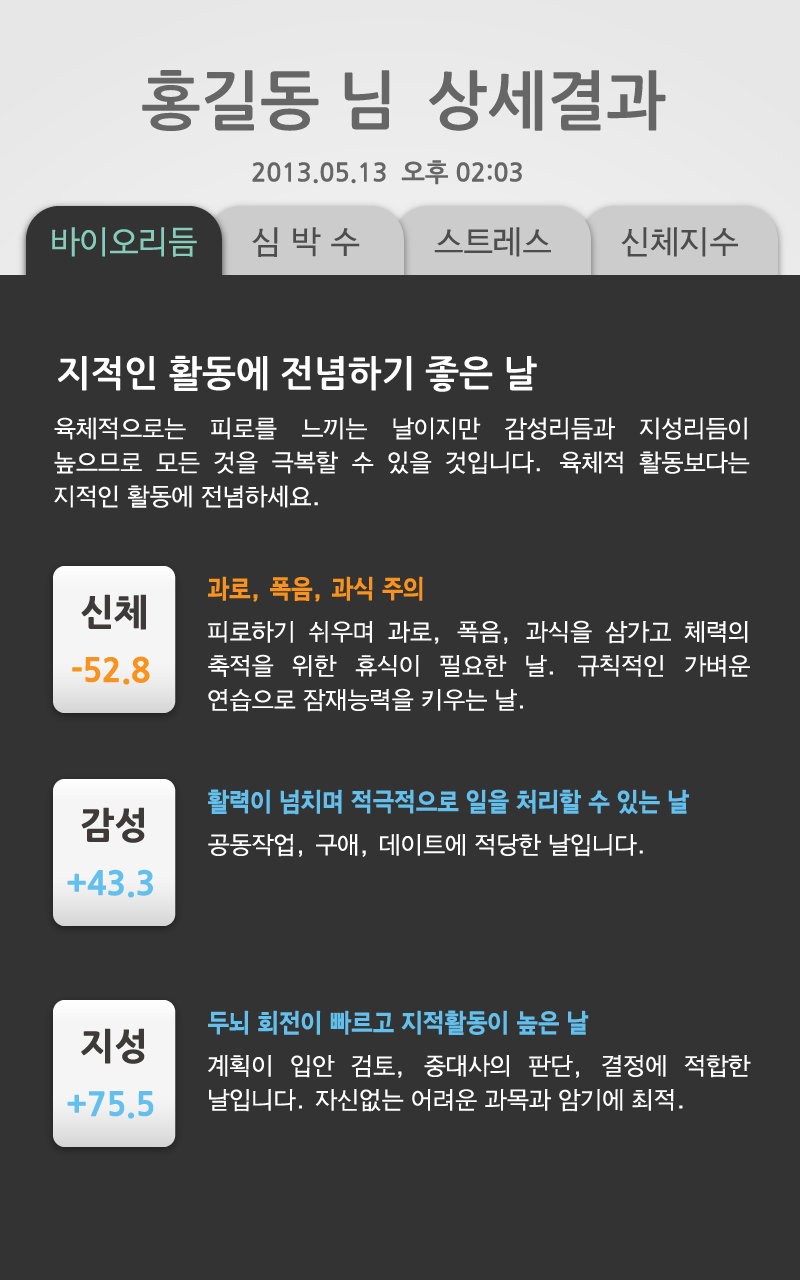 홍길동 님 상세결과
2013.05.13 오후 02:03
바이오리듬 심 박 수 스트레스 신체지수
지적인 활동에 전념하기 좋은 날
육체적으로는 피로를 느끼는 날이지만 감성리듬과 지성리듬이
높으므로 모든 것을 극복할 수 있을 것입니다. 육체적 활동보다는
지적인 활동에 전념하세요.
신체
-52.8
과로, 폭음, 과식 주의
피로하기 쉬우며 과로, 폭음, 과식을 삼가고 체력의
축적을 위한 휴식이 필요한 날. 규칙적인 가벼운
연습으로 잠재능력을 키우는 날.
감성
+43.3
활력이 넘치며 적극적으로 일을 처리할 수 있는 날
공동작업, 구애, 데이트에 적당한 날입니다.
지성
+75.5
두뇌 회전이 빠르고 지적활동이 높은 날
계획이 입안 검토, 중대사의 판단, 결정에 적합한
날입니다. 자신없는 어려운 과목과 암기에 최적.